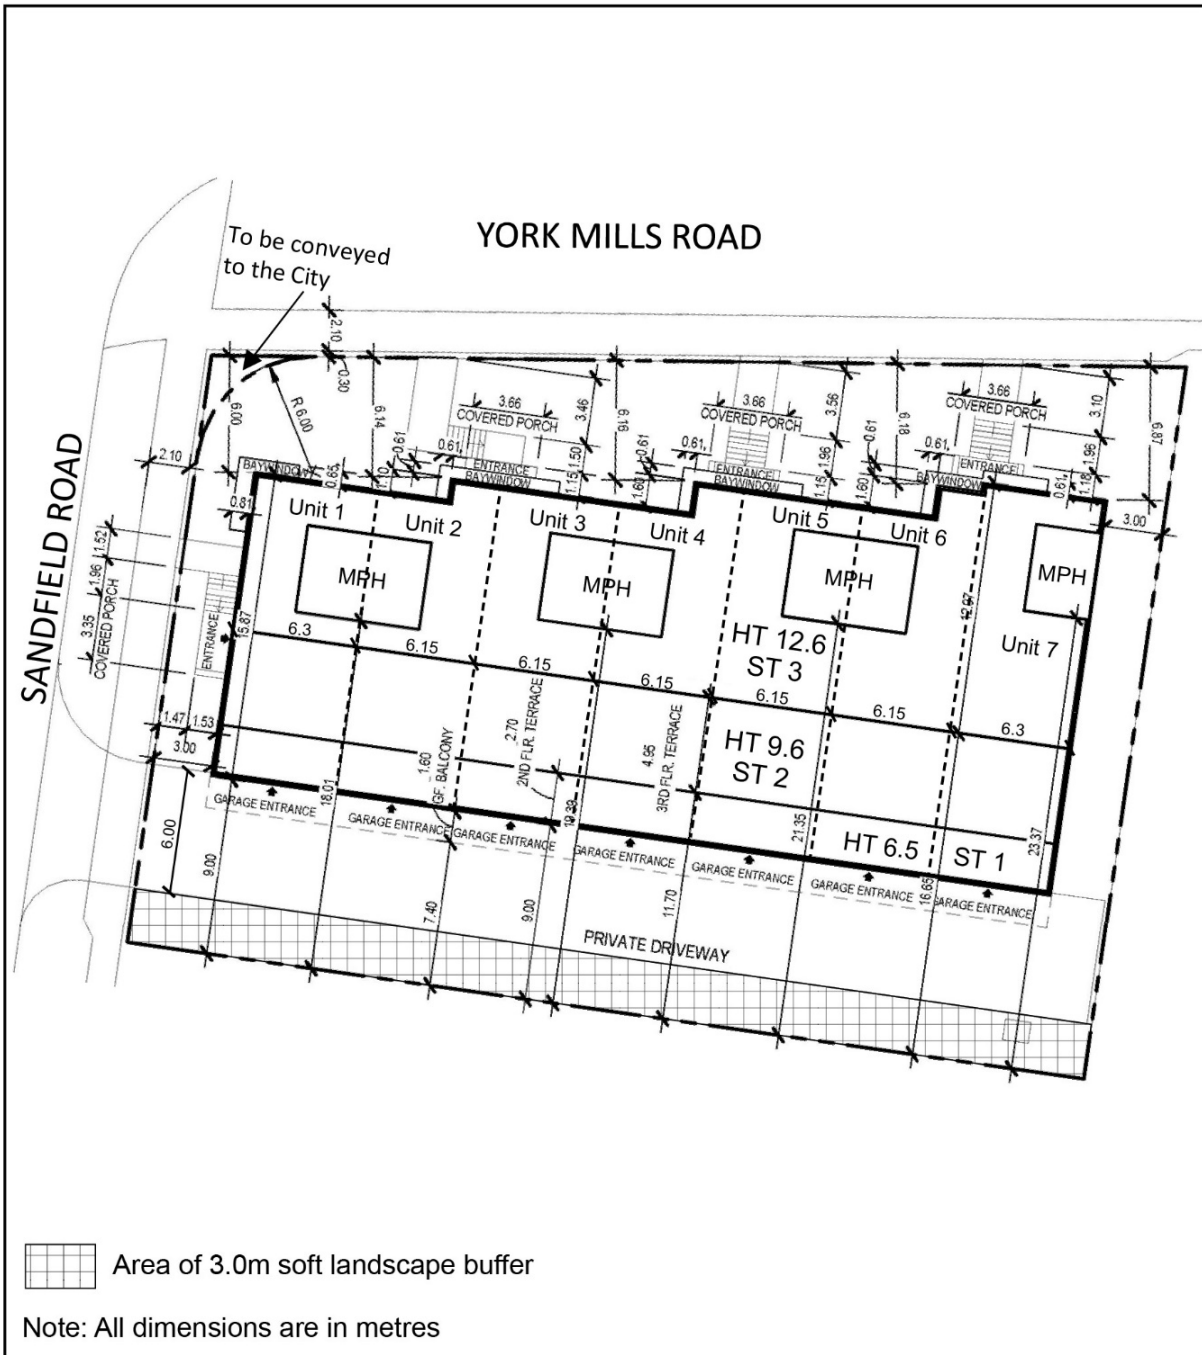 YORK MILLS ROAD
To be conveyed
to the City
SANDFIELD ROAD
2.10
0.30
6.00
R 6.00
6.14
0.61
0.61
3.66
COVERED PORCH
3.46
6.16
0.61
0.61
3.66
COVERED PORCH
3.56
0.61
6.18
0.61
3.66
COVERED PORCH
3.10
6.87
2.10
BAYWINDOW
0.65
1.10
ENTRANCE
BAYWINDOW
1.50
1.15
1.60
ENTRANCE
BAYWINDOW
1.96
1.15
1.60
ENTRANCE
BAYWINDOW
0.61
1.96
1.18
3.00
0.81
Unit 1
Unit 2
Unit 3
Unit 4
Unit 5
Unit 6
Unit 7
MPH
MPH
MPH
MPH
1.52
1.96
3.35
COVERED PORCH
ENTRANCE
15.87
12.07
HT 12.6
ST 3
6.3
6.15
6.15
6.15
6.15
6.15
6.3
1.47
1.53
3.00
1.60
GF. BALCONY
2.70
2ND FLR. TERRACE
4.95
3RD FLR. TERRACE
HT 9.6
ST 2
HT 6.5
ST 1
GARAGE ENTRANCE
GARAGE ENTRANCE
GARAGE ENTRANCE
GARAGE ENTRANCE
GARAGE ENTRANCE
GARAGE ENTRANCE
GARAGE ENTRANCE
18.01
21.35
16.65
23.37
6.00
9.00
7.40
9.00
11.70
PRIVATE DRIVEWAY
Area of 3.0m soft landscape buffer
Note: All dimensions are in metres